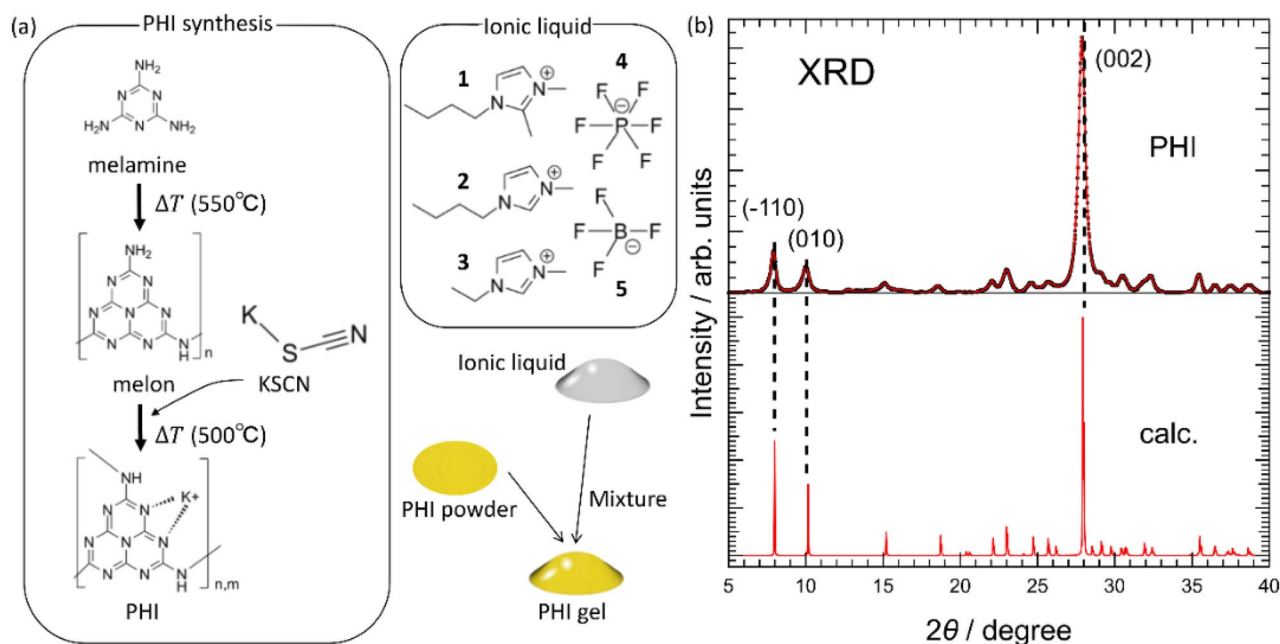 (a)
PHI synthesis
NH₂
N
N
H₂N
N
NH₂
melamine
ΔT (550°C)
NH₂
N
N
N
N
N
N
N
N
H
n
melon
K
S
N
KSCN
ΔT (500°C)
NH
K+
N
N
N
N
N
N
N
N
H
n,m
PHI
Ionic liquid
1
N
N
⊕
2
N
N
⊕
3
N
N
⊕
4
F
F
⊖
F
P
F
F
F
F
F
B
F
⊖
F
5
Ionic liquid
PHI powder
Mixture
PHI gel
(b)
XRD
(002)
PHI
(-110)
(010)
calc.
Intensity / arb. units
5 10 15 20 25 30 35 40
2θ / degree